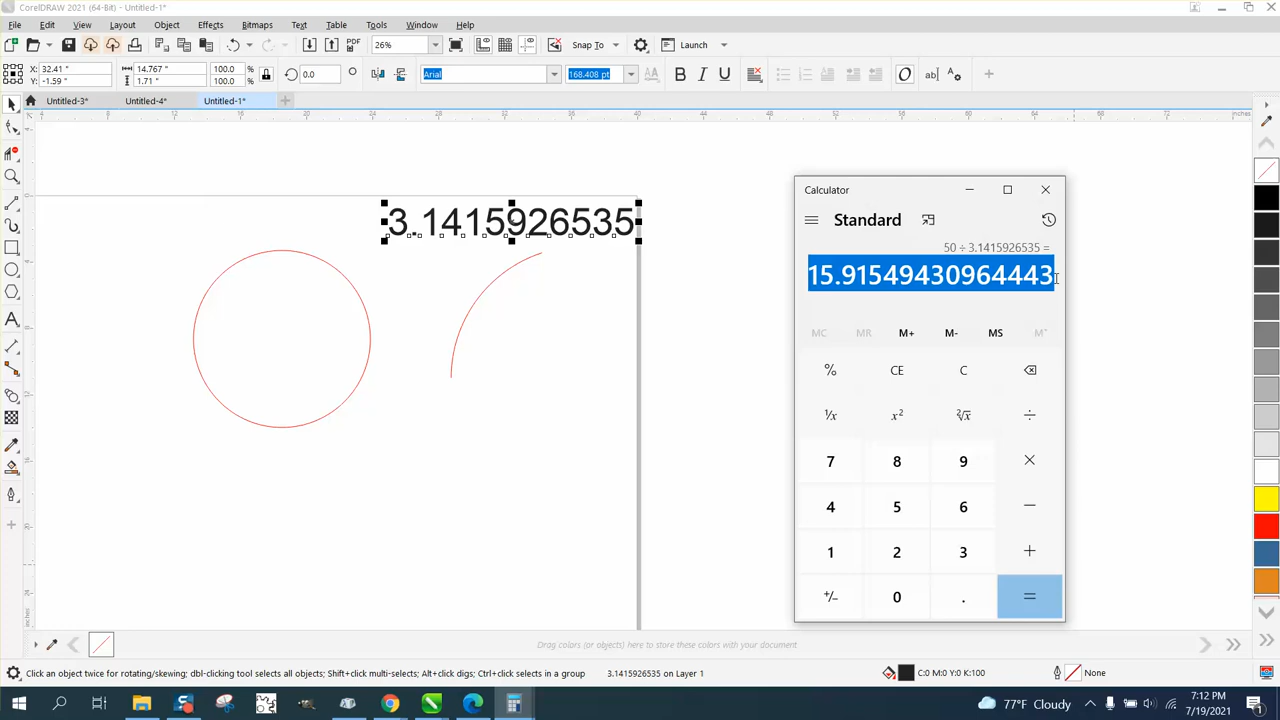 CorelDRAW 2021 (64-Bit) - Untitled-1*
File Edit View Layout Object Effects Bitmaps Text Table Tools Window Help
PDF 26% Snap To Launch
X: 32.41 " 14.767 " 100.0 % 0.0 Arial 168.408 pt
Y: -1.59 " 1.71 " 100.0 %
Untitled-3* Untitled-4* Untitled-1*
inches
3.1415926535
Calculator
Standard
50 ÷ 3.1415926535 =
15.91549430964443
MC MR M+ M- MS
% CE C
7 8 9 ×
4 5 6 −
1 2 3 +
+/- 0 . =
Drag colors (or objects) here to store these colors with your document
Click an object twice for rotating/skewing; dbl-clicking tool selects all objects; Shift+click multi-selects; Alt+click digs; Ctrl+click selects in a group 3.1415926535 on Layer 1 C:0 M:0 Y:0 K:100 None
77°F Cloudy 7:12 PM
7/19/2021